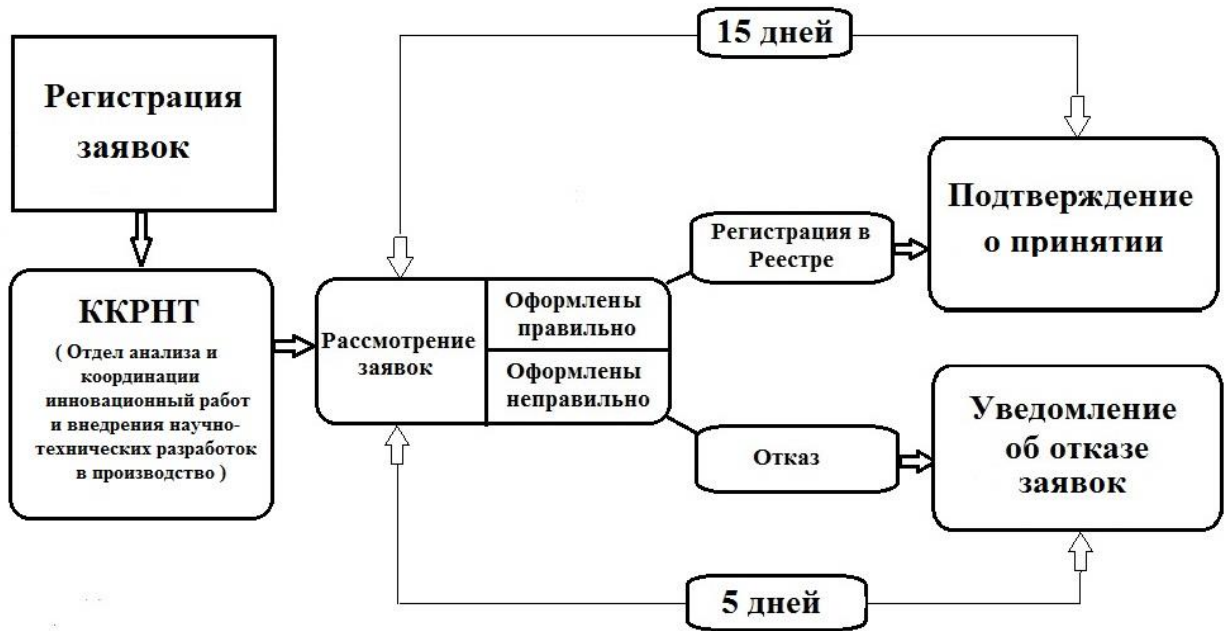 15 дней
Регистрация
заявок
ККРНТ
( Отдел анализа и
координации
инновационный работ
и внедрения научно-
технических разработок
в производство )
Рассмотрение
заявок
Оформлены
правильно
Оформлены
неправильно
Регистрация в
Реестре
Подтверждение
о принятии
Отказ
Уведомление
об отказе
заявок
5 дней